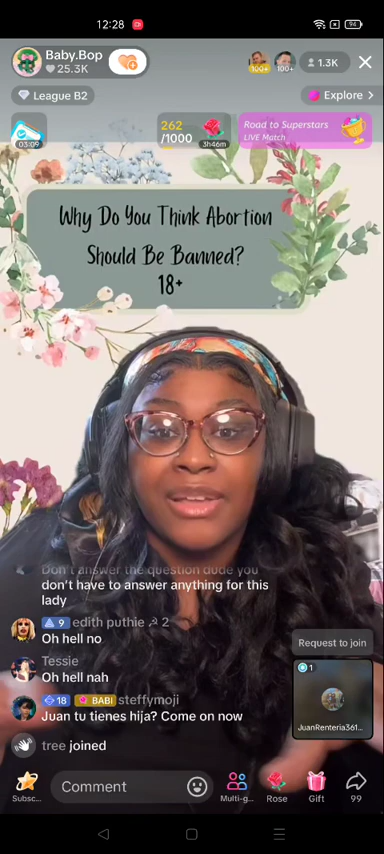 12:28
94
Baby.Bop
25.3K
100+
100+
1.3K
League B2
Explore >
03:09
262
/1000
3h46m
Road to Superstars
LIVE Match
Why Do You Think Abortion
Should Be Banned?
18+
Don't answer the question dude you
don't have to answer anything for this
lady
9 edith puthie 2
Oh hell no
Tessie
Oh hell nah
18 BABI steffymoji
Juan tu tienes hija? Come on now
tree joined
Request to join
1
JuanRenteria361...
Comment
Subsc...
Multi-g...
Rose
Gift
99